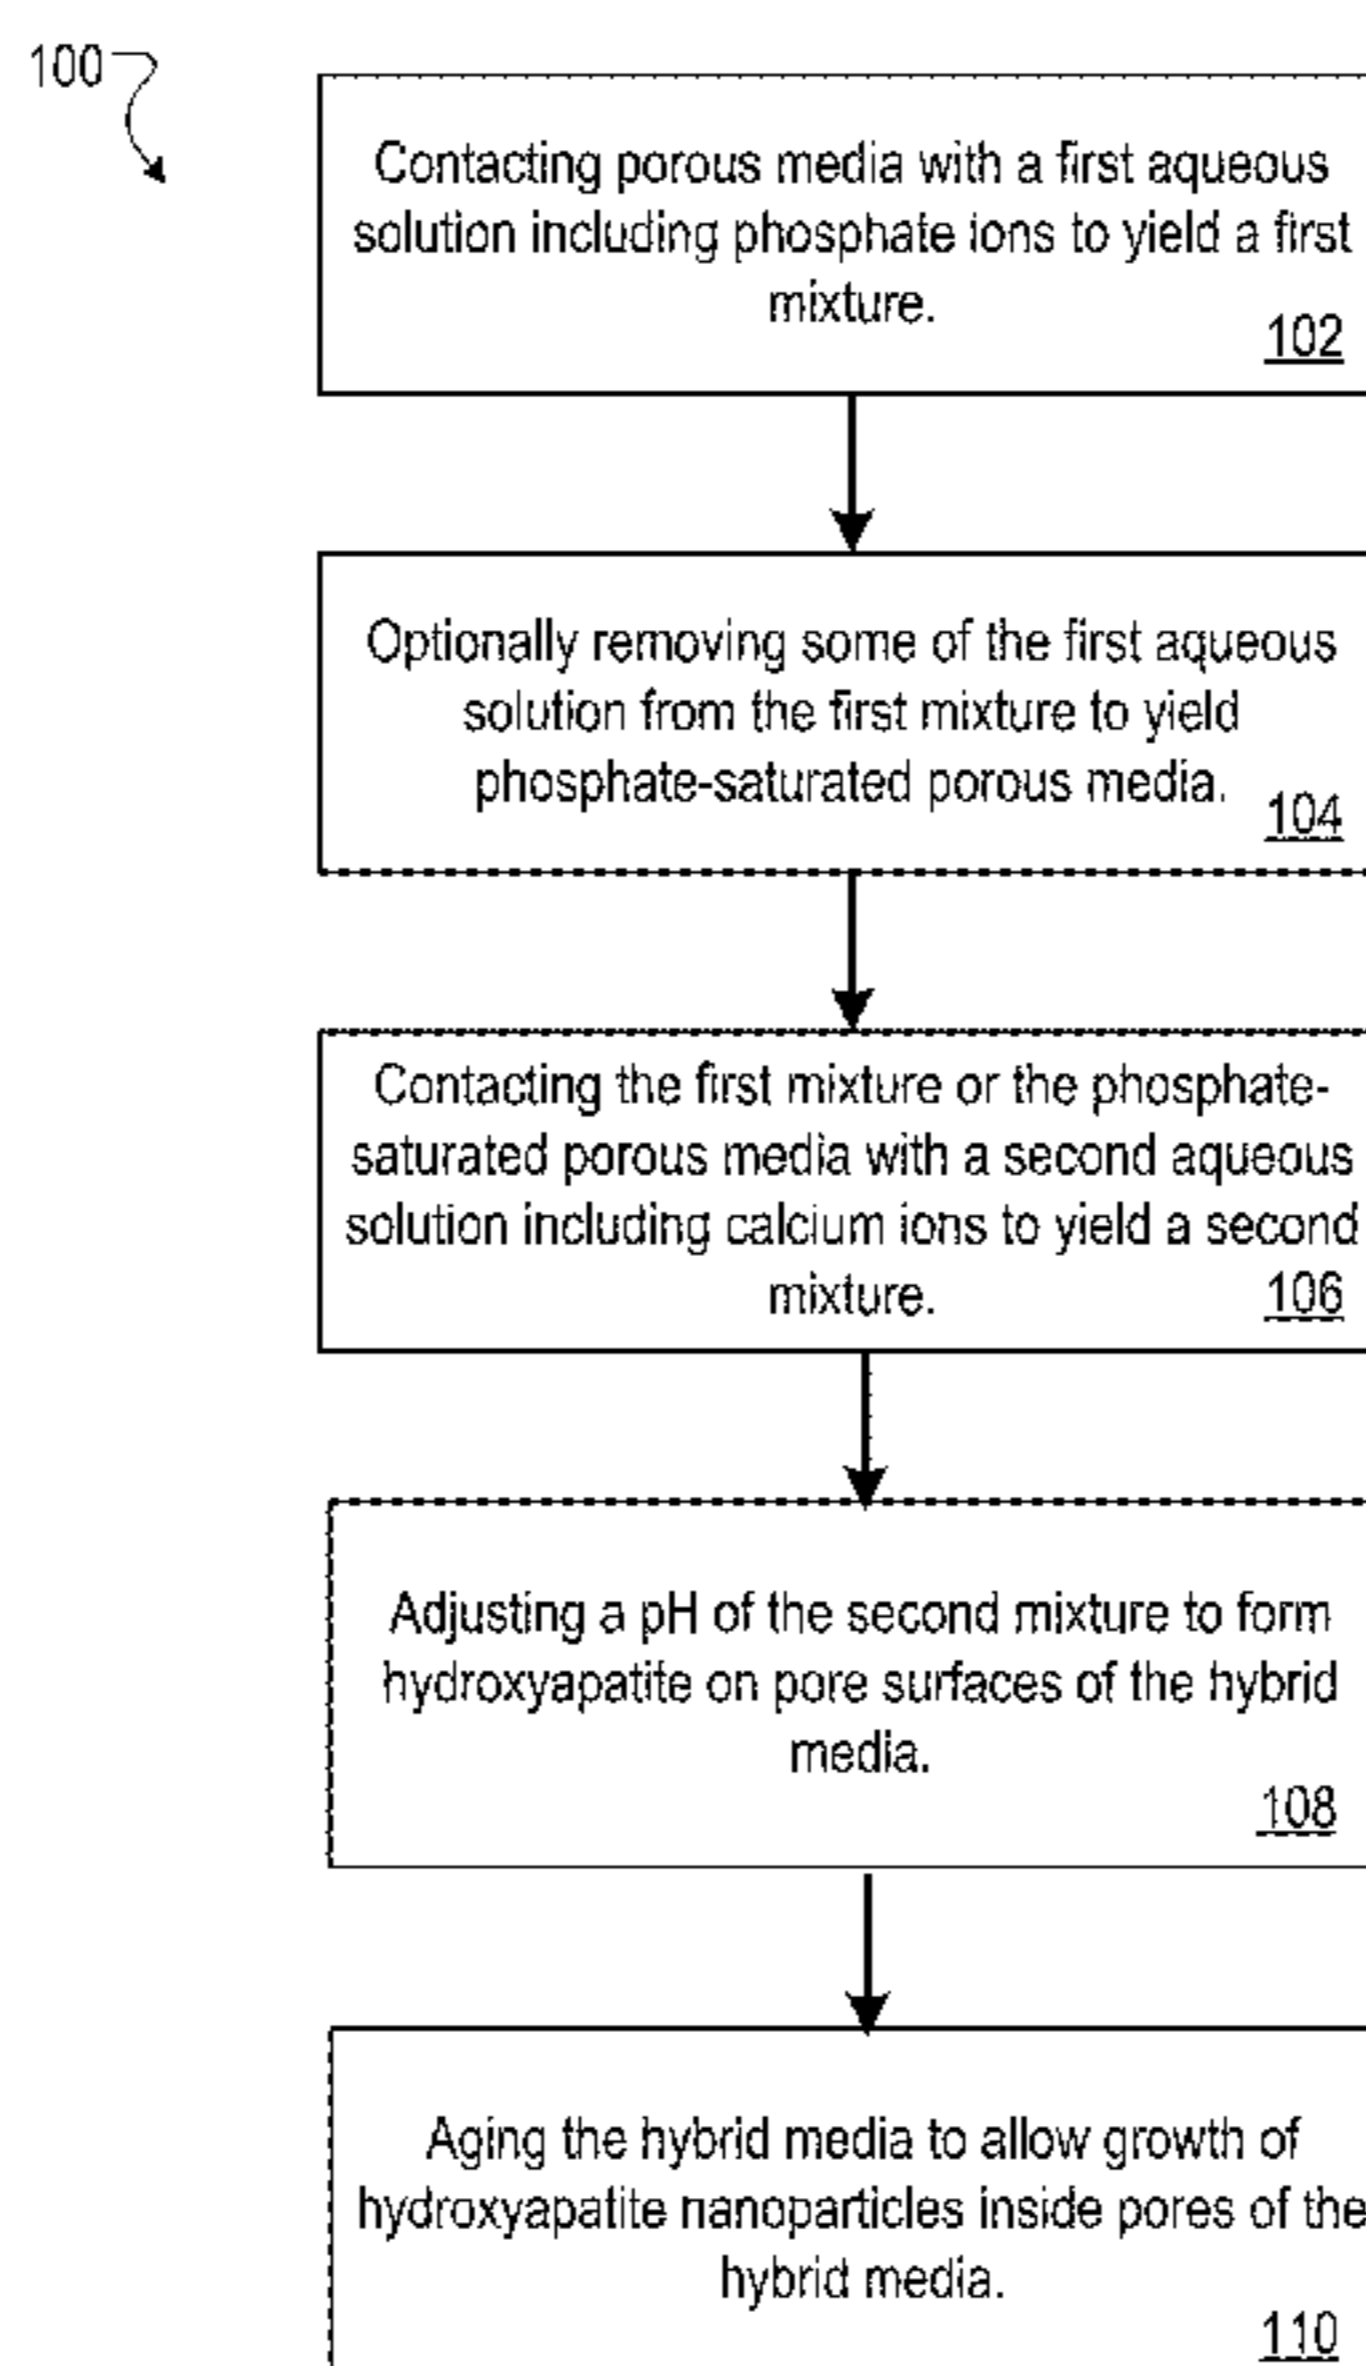 100
Contacting porous media with a first aqueous
solution including phosphate ions to yield a first
mixture.
102
Optionally removing some of the first aqueous
solution from the first mixture to yield
phosphate-saturated porous media.
104
Contacting the first mixture or the phosphate-
saturated porous media with a second aqueous
solution including calcium ions to yield a second
mixture.
106
Adjusting a pH of the second mixture to form
hydroxyapatite on pore surfaces of the hybrid
media.
108
Aging the hybrid media to allow growth of
hydroxyapatite nanoparticles inside pores of the
hybrid media.
110